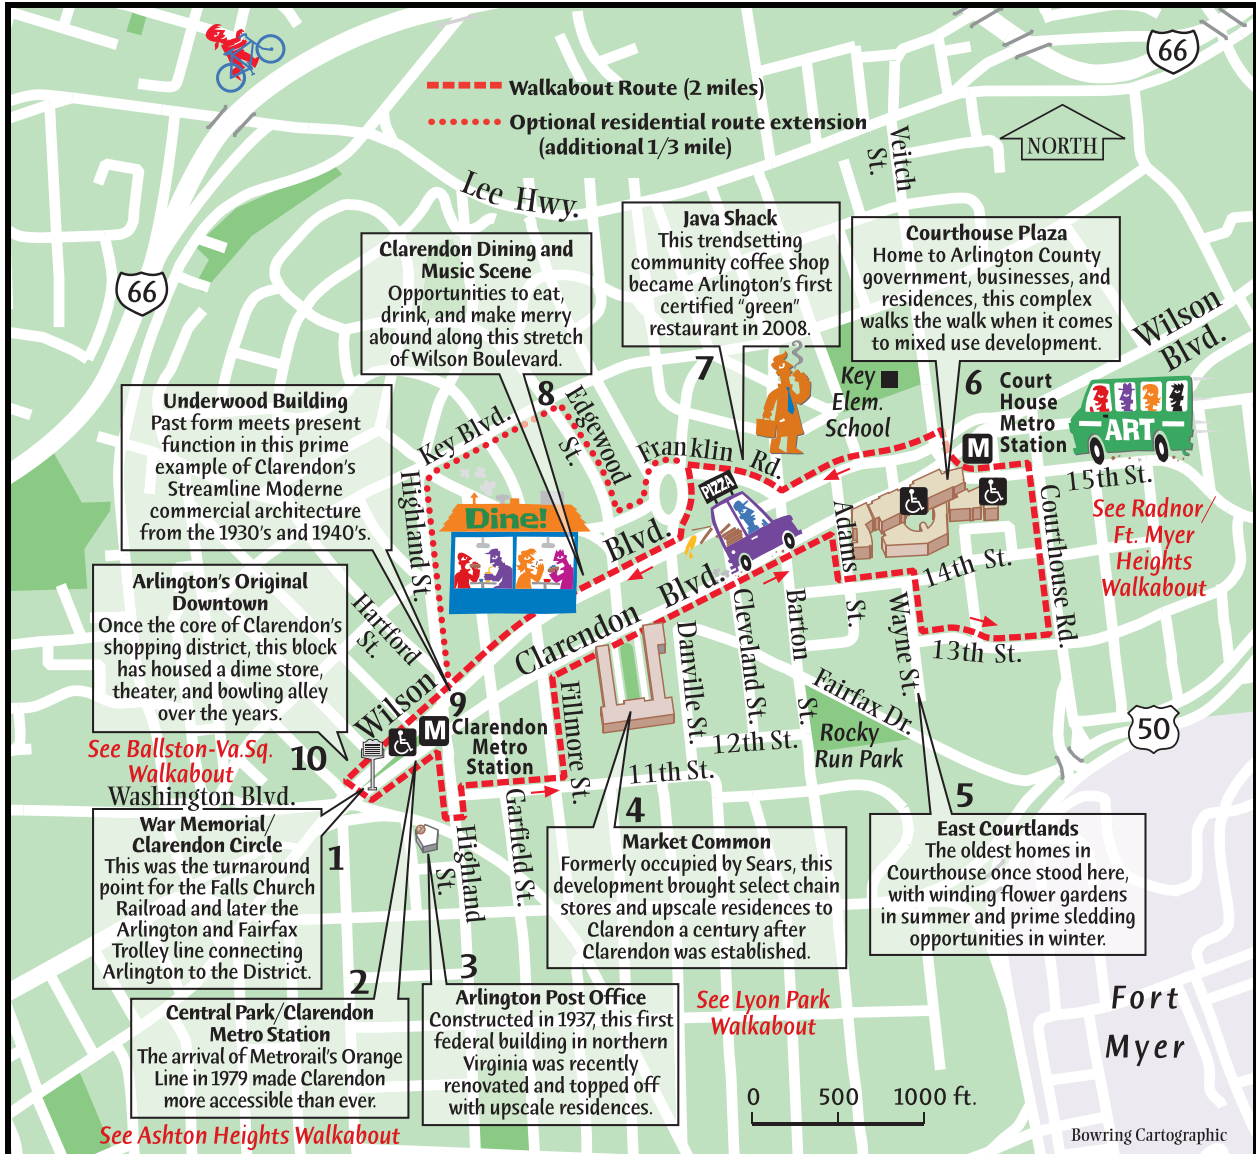 66
Walkabout Route (2 miles)
Optional residential route extension
(additional 1/3 mile)
NORTH
Veitch
St.
Lee Hwy.
66
Clarendon Dining and
Music Scene
Opportunities to eat,
drink, and make merry
abound along this stretch
of Wilson Boulevard.
8
Java Shack
This trendsetting
community coffee shop
became Arlington's first
certified “green”
restaurant in 2008.
7
Courthouse Plaza
Home to Arlington County
government, businesses, and
residences, this complex
walks the walk when it comes
to mixed use development.
6
Wilson
Blvd.
Key
Elem.
School
Court
House
Metro
Station
M
ART
15th St.
See Radnor/
Ft. Myer
Heights
Walkabout
Underwood Building
Past form meets present
function in this prime
example of Clarendon's
Streamline Moderne
commercial architecture
from the 1930's and 1940's.
Key Blvd.
Edgewood
St.
Franklin Rd.
Highland St.
Dine!
PIZZA
Blvd.
Adams
St.
14th St.
Courthouse Rd.
13th St.
Wayne St.
Arlington's Original
Downtown
Once the core of Clarendon's
shopping district, this block
has housed a dime store,
theater, and bowling alley
over the years.
10
Hartford
St.
Wilson
Clarendon Blvd.
Danville St.
Cleveland St.
Barton St.
Fairfax Dr.
Rocky
Run Park
12th St.
11th St.
Fillmore St.
50
9
M
Clarendon
Metro
Station
See Ballston-Va.Sq.
Walkabout
Washington Blvd.
War Memorial/
Clarendon Circle
This was the turnaround
point for the Falls Church
Railroad and later the
Arlington and Fairfax
Trolley line connecting
Arlington to the District.
1
Highland
St.
Garfield St.
4
Market Common
Formerly occupied by Sears, this
development brought select chain
stores and upscale residences to
Clarendon a century after
Clarendon was established.
5
East Courtlands
The oldest homes in
Courthouse once stood here,
with winding flower gardens
in summer and prime sledding
opportunities in winter.
2
Central Park/Clarendon
Metro Station
The arrival of Metrorail's Orange
Line in 1979 made Clarendon
more accessible than ever.
3
Arlington Post Office
Constructed in 1937, this first
federal building in northern
Virginia was recently
renovated and topped off
with upscale residences.
See Ashton Heights Walkabout
See Lyon Park
Walkabout
Fort
Myer
0 500 1000 ft.
Bowring Cartographic